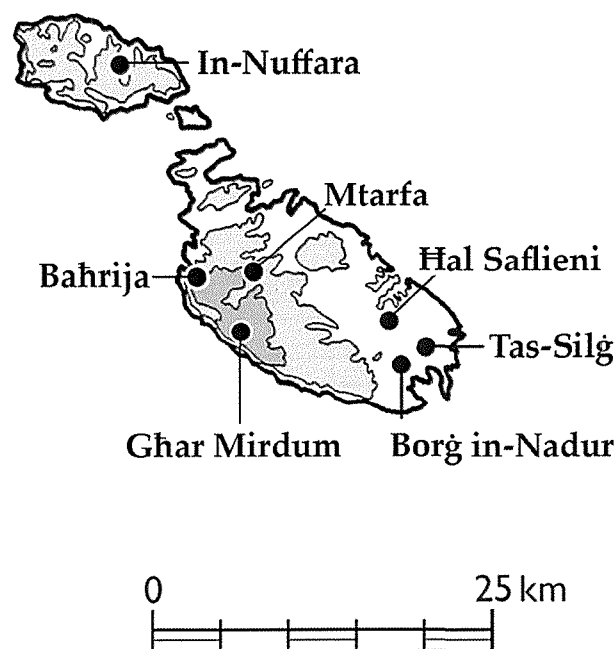 In-Nuffara
Mtarfa
Baħrija
Ħal Saflieni
Tas-Silġ
Għar Mirdum
Borġ in-Nadur
0
25 km